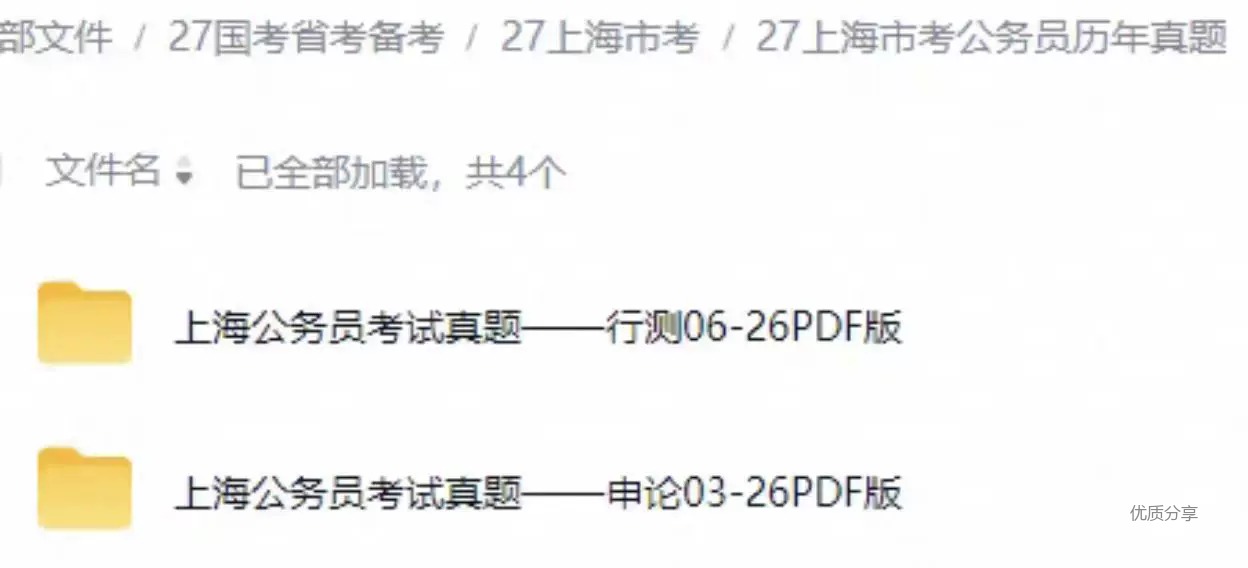 部文件 / 27国考省考备考 / 27上海市考 / 27上海市考公务员历年真题
文件名 已全部加载，共4个
上海公务员考试真题——行测06-26PDF版
上海公务员考试真题——申论03-26PDF版
优质分享